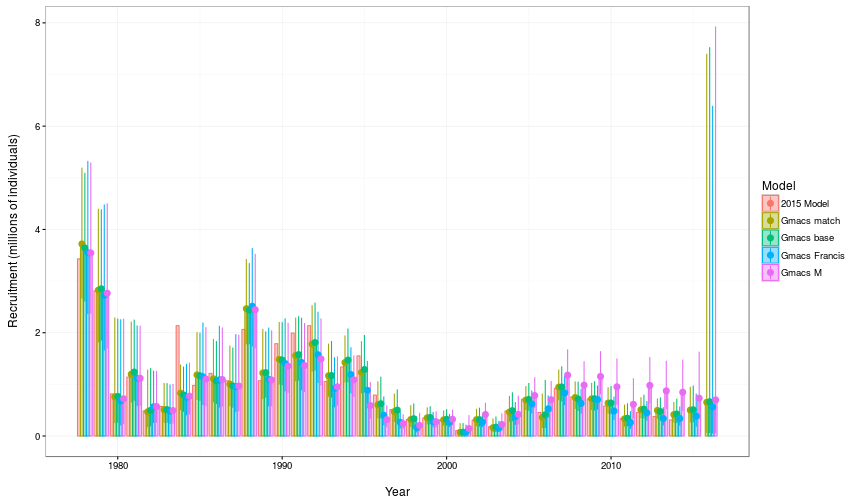 Recruitment (millions of individuals)
8
6
4
2
0
1980
1990
2000
2010
Year
Model
2015 Model
Gmacs match
Gmacs base
Gmacs Francis
Gmacs M